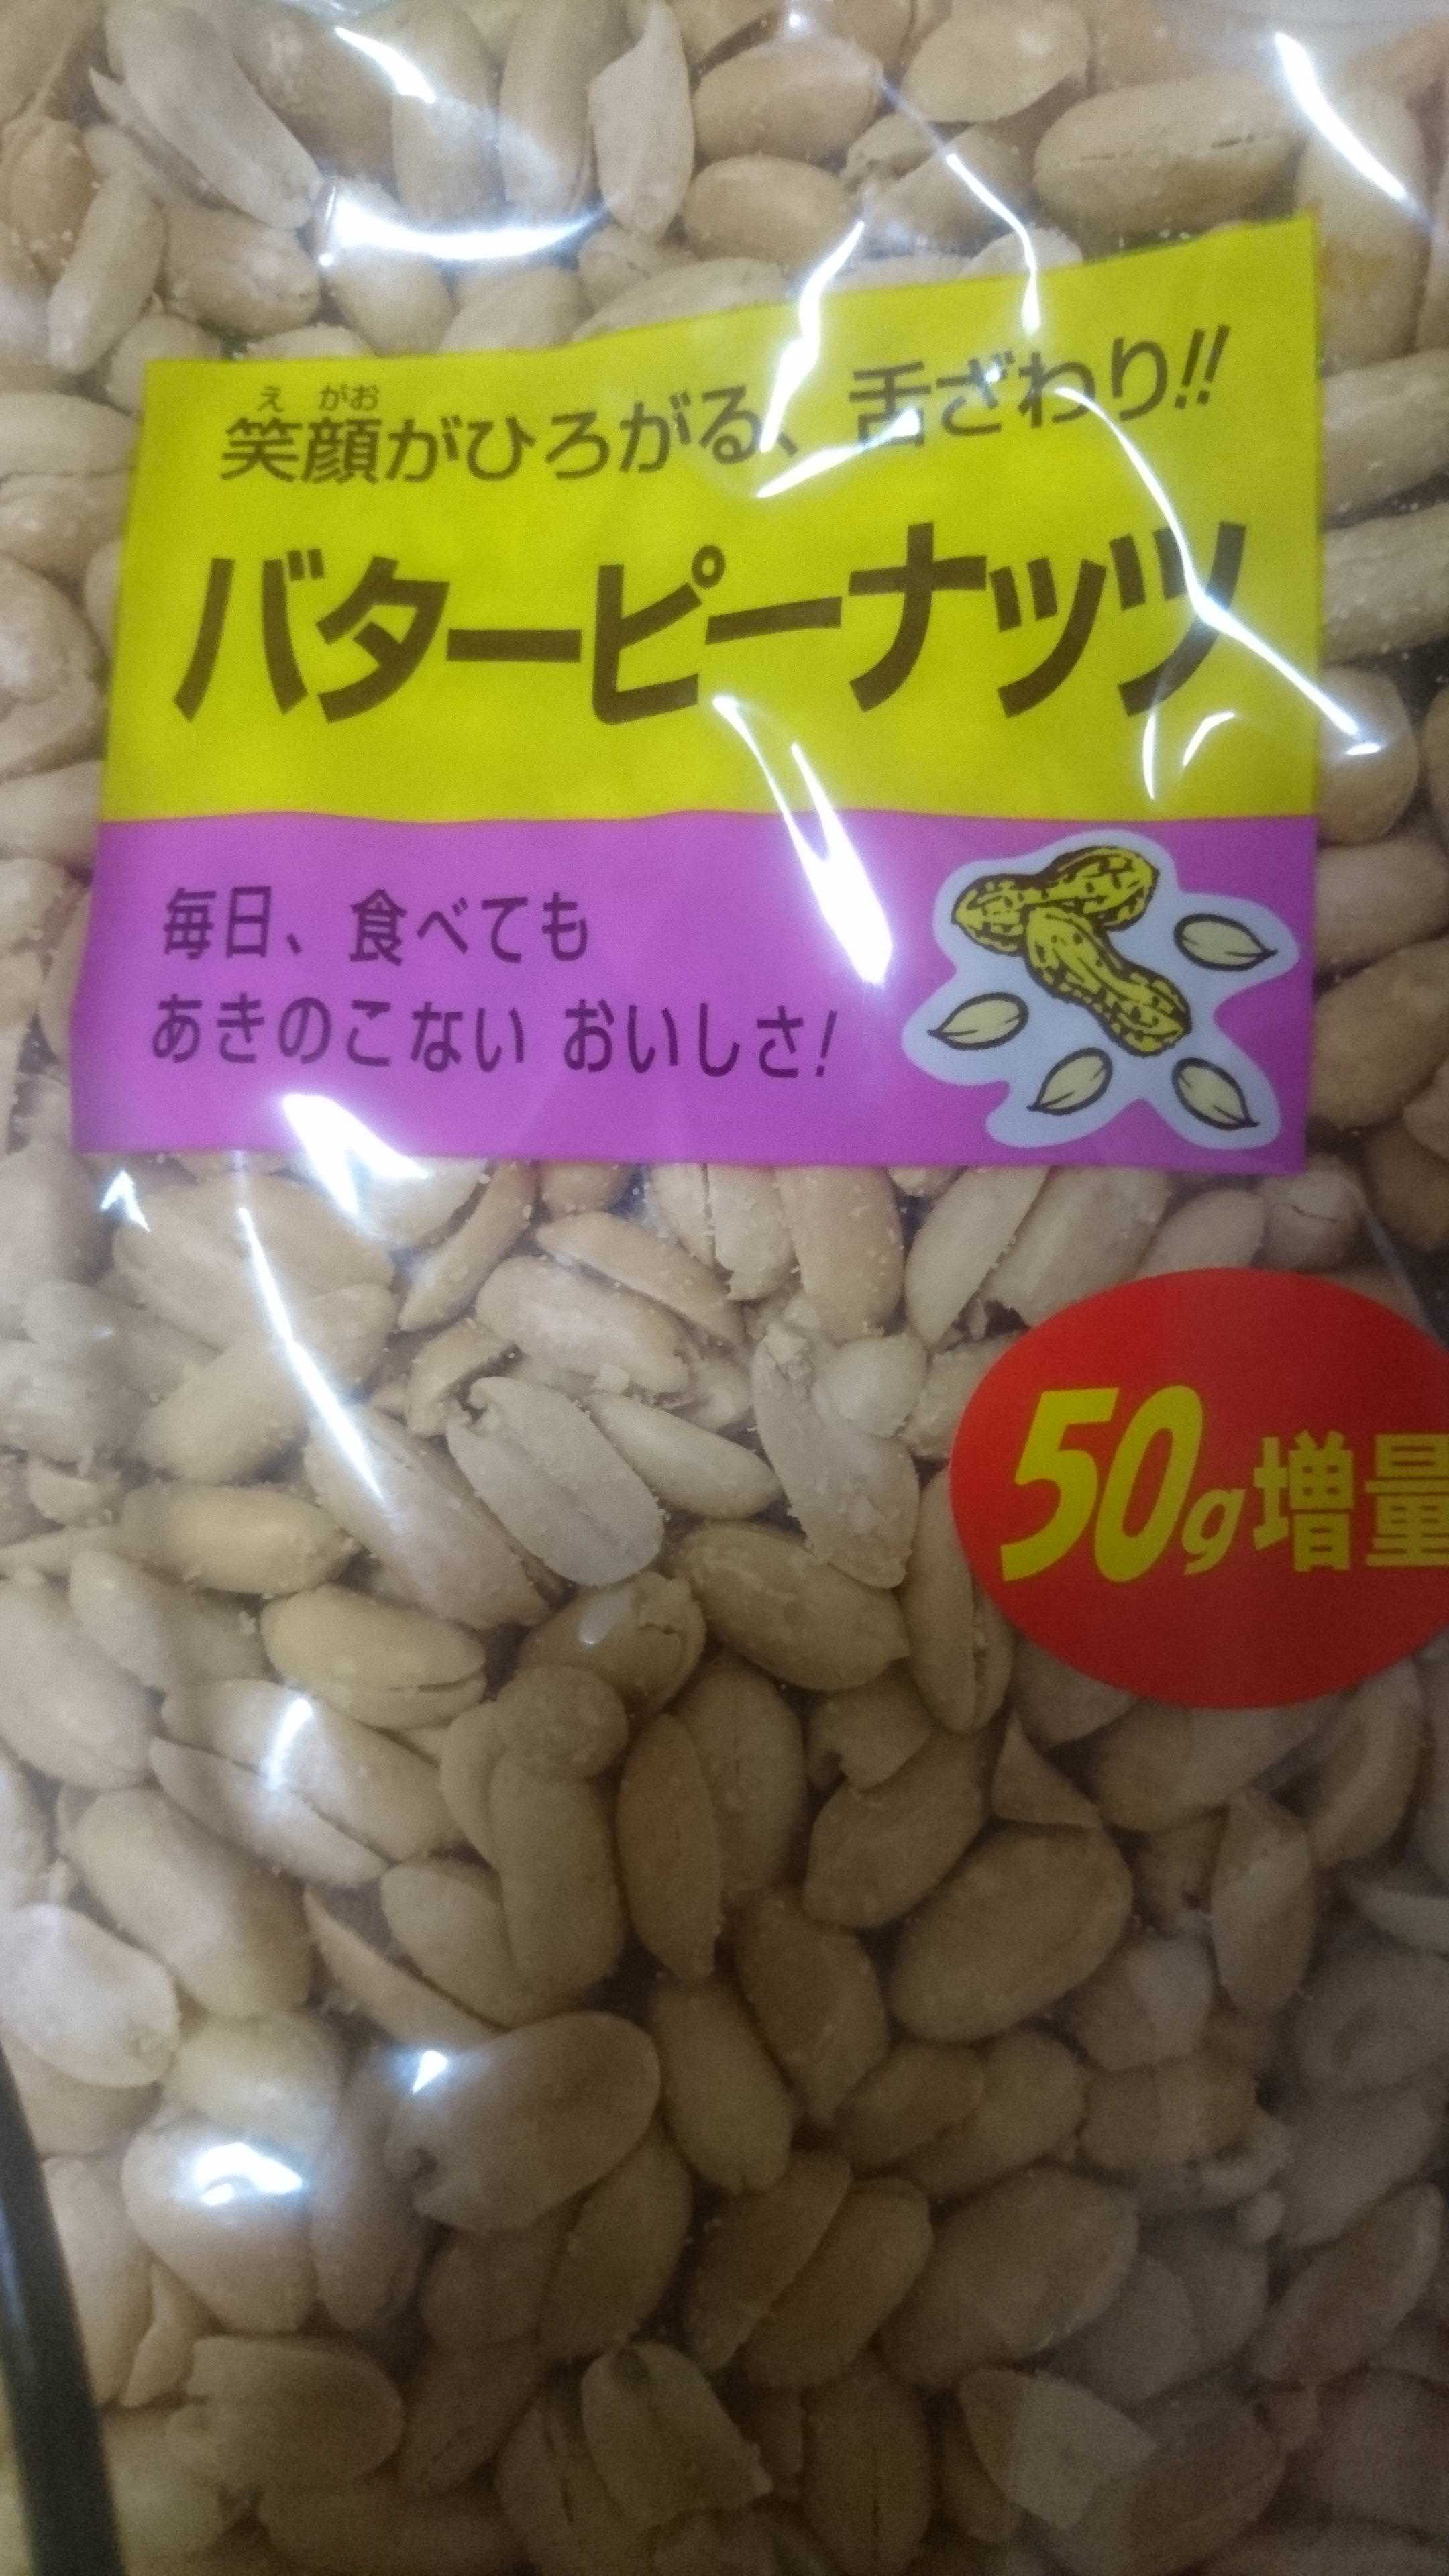 えがお
笑顔がひろがる、舌ざわり!!
バターピーナッツ
毎日、食べても
あきのこない おいしさ!
50g増量